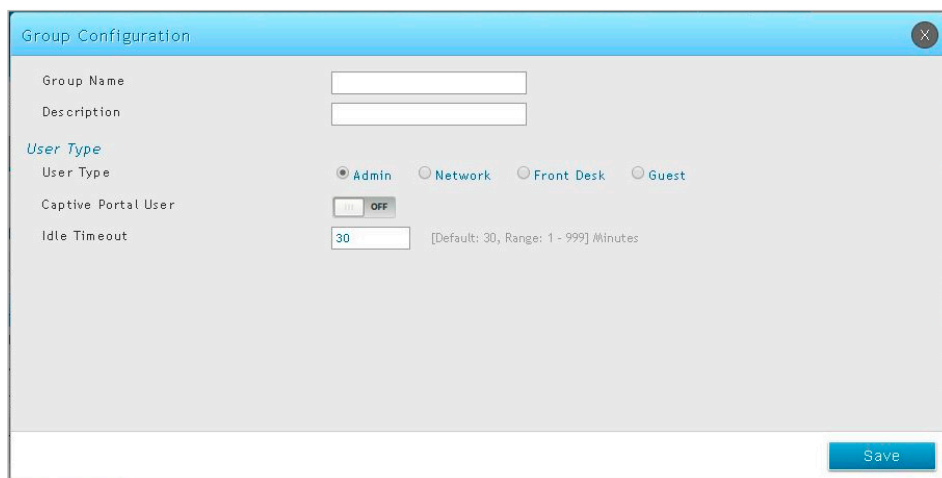 Group Configuration X
Group Name
Description
User Type
User Type Admin Network Front Desk Guest
Captive Portal User OFF
Idle Timeout 30 [Default: 30, Range: 1 - 999] Minutes
Save